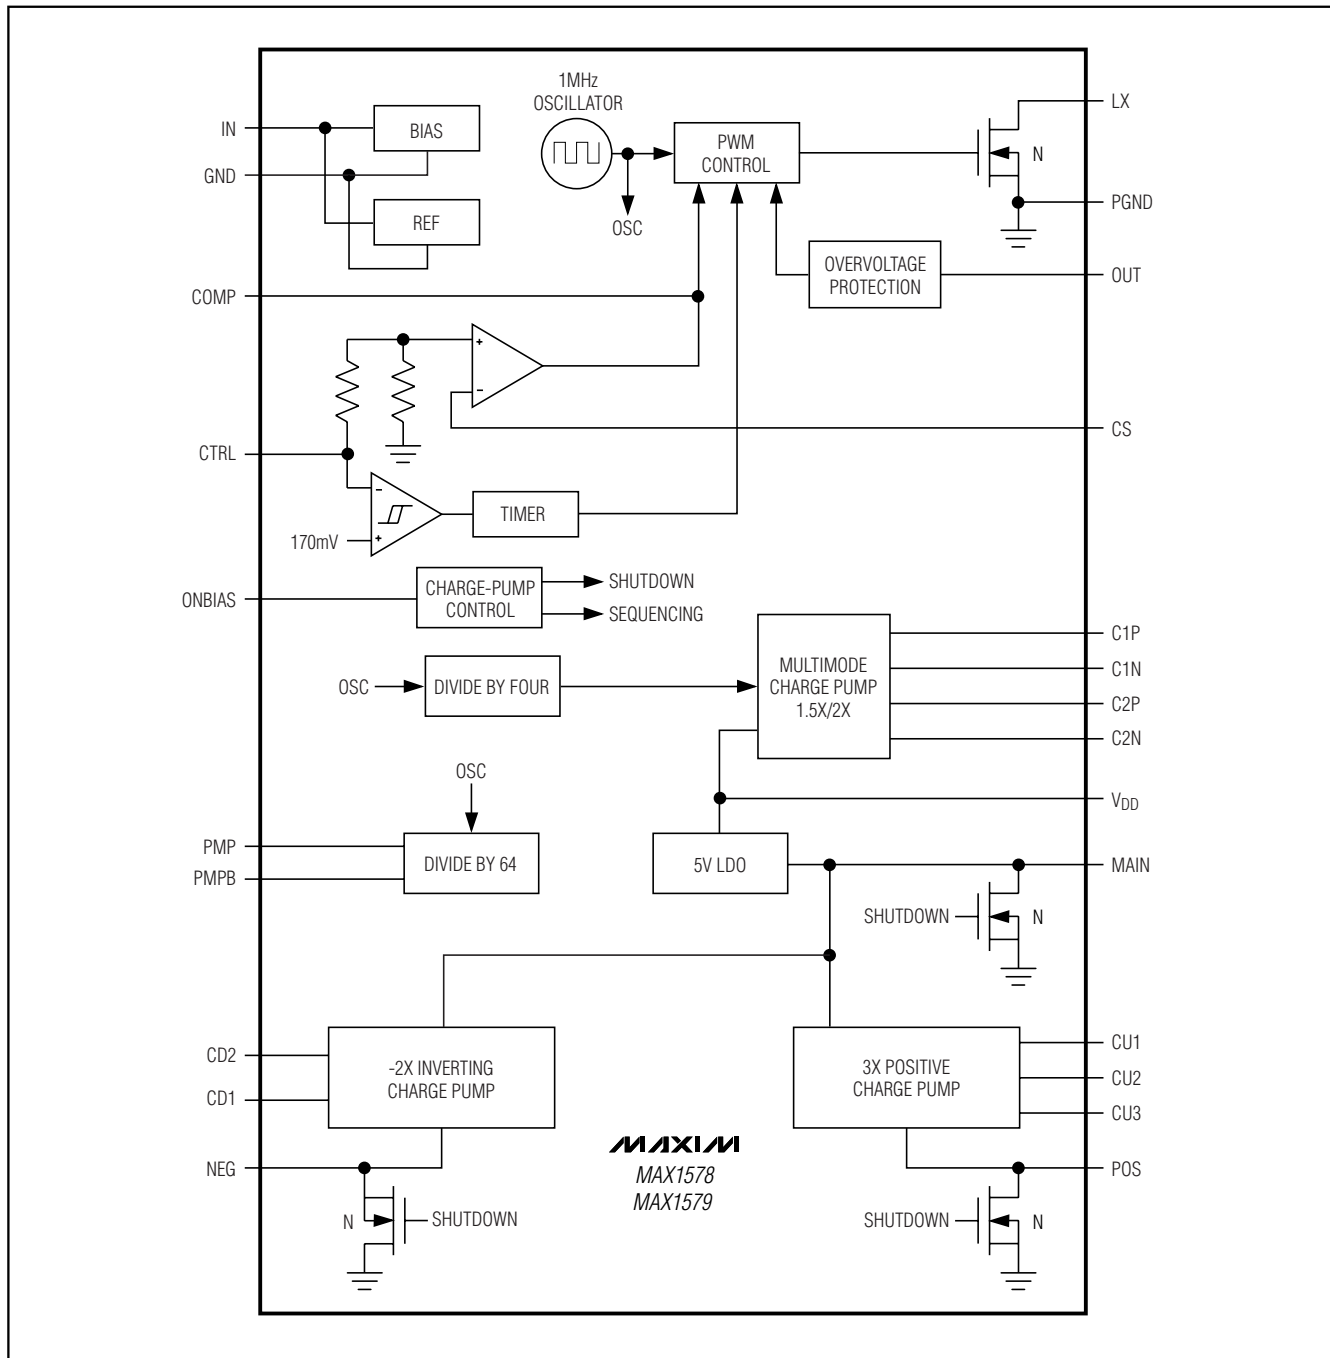 1MHz
OSCILLATOR
LX
IN
BIAS
PWM
CONTROL
N
GND
PGND
REF
OSC
OVERVOLTAGE
PROTECTION
OUT
COMP
+
-
CS
CTRL
-
TIMER
170mV
+
ONBIAS
CHARGE-PUMP
CONTROL
SHUTDOWN
SEQUENCING
MULTIMODE
CHARGE PUMP
1.5X/2X
C1P
C1N
C2P
C2N
OSC
DIVIDE BY FOUR
OSC
VDD
PMP
PMPB
DIVIDE BY 64
5V LDO
MAIN
SHUTDOWN
N
CD2
CD1
-2X INVERTING
CHARGE PUMP
3X POSITIVE
CHARGE PUMP
CU1
CU2
CU3
MAXIM
MAX1578
MAX1579
NEG
POS
N
SHUTDOWN
SHUTDOWN
N